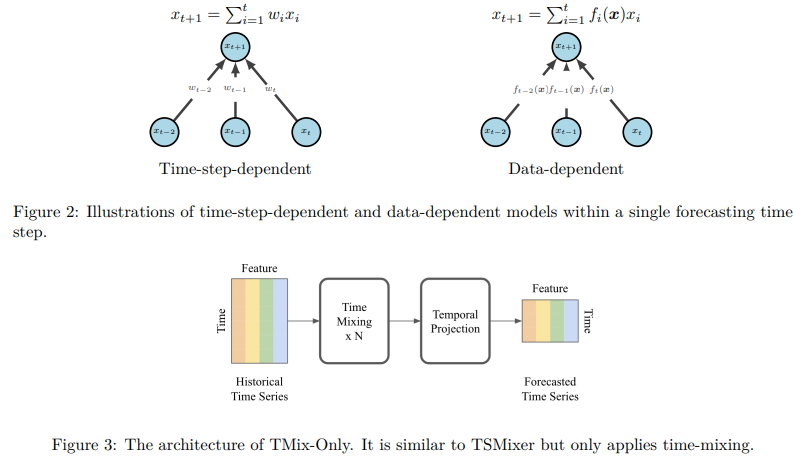 x_{t+1} = \sum_{i=1}^{t} w_i x_i
x_{t+1}
w_{t-2} w_{t-1} w_t
x_{t-2} x_{t-1} x_t
Time-step-dependent
x_{t+1} = \sum_{i=1}^{t} f_i(x)x_i
x_{t+1}
f_{t-2}(x) f_{t-1}(x) f_t(x)
x_{t-2} x_{t-1} x_t
Data-dependent
Figure 2: Illustrations of time-step-dependent and data-dependent models within a single forecasting time
step.
Feature
Time
Historical
Time Series
Time
Mixing
x N
Temporal
Projection
Feature
Time
Forecasted
Time Series
Figure 3: The architecture of TMix-Only. It is similar to TSMixer but only applies time-mixing.